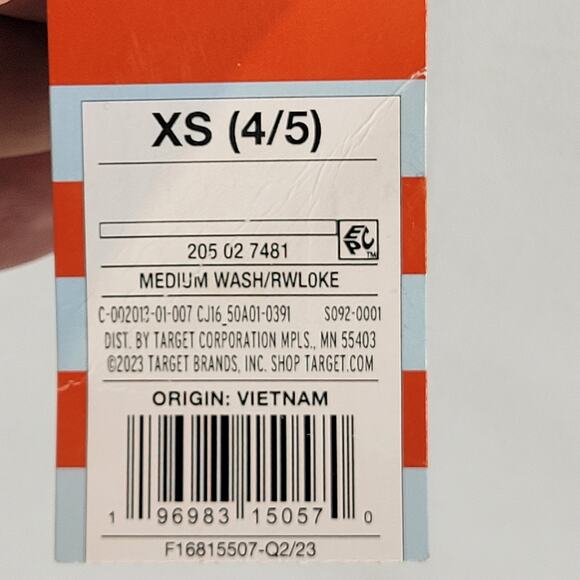 XS (4/5)
EPC TM
205 02 7481
MEDIUM WASH/RWLOKE
C-002013-01-007 CJ16_50A01-0391 S092-0001
DIST. BY TARGET CORPORATION MPLS., MN 55403
©2023 TARGET BRANDS, INC. SHOP TARGET.COM
ORIGIN: VIETNAM
1 96983 15057 0
F16815507-Q2/23